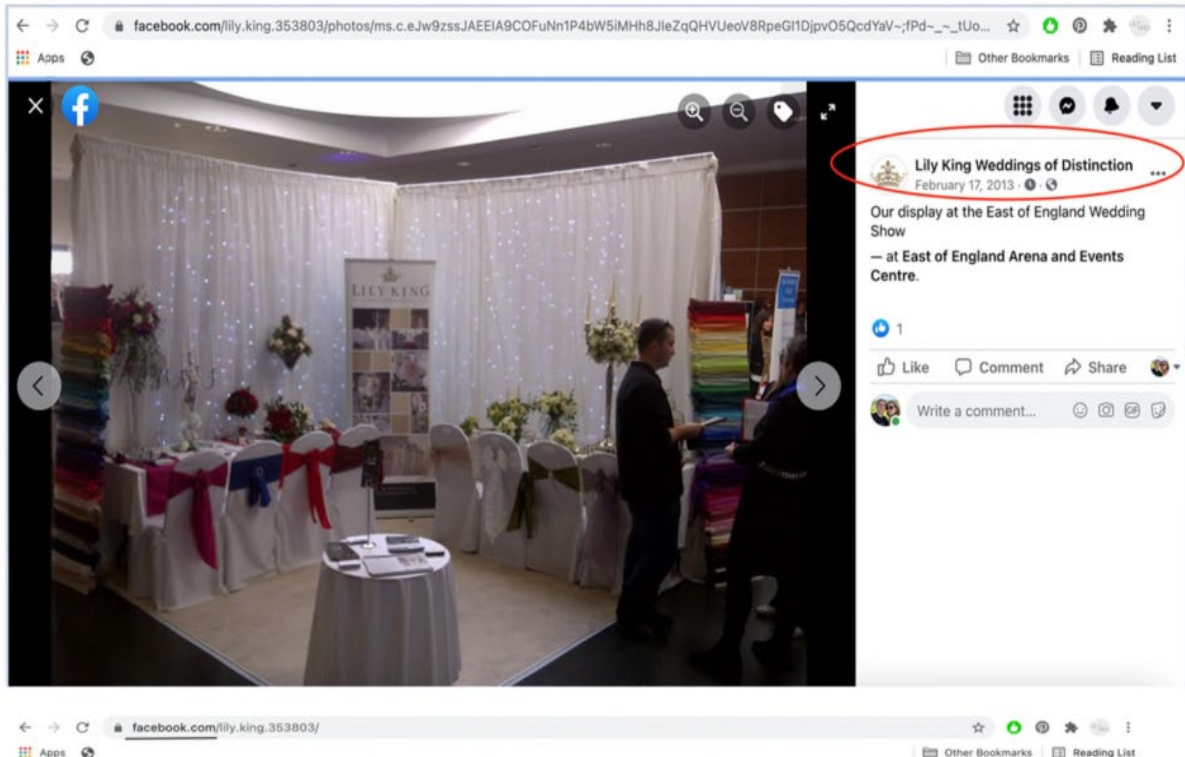 facebook.com/lily.king.353803/photos/ms.c.eJw9zssJAEEIA9COFuNn1P4bW5iMHh8JIeZqQHVUeoV8RpeGI1DjpvO5QcdYaV~;fPd~_~_tUo...
Apps
Other Bookmarks
Reading List
Lily King Weddings of Distinction
February 17, 2013
Our display at the East of England Wedding
Show
— at East of England Arena and Events
Centre.
1
Like
Comment
Share
Write a comment...
GIF
LILY KING
facebook.com/lily.king.353803/
Apps
Other Bookmarks
Reading List